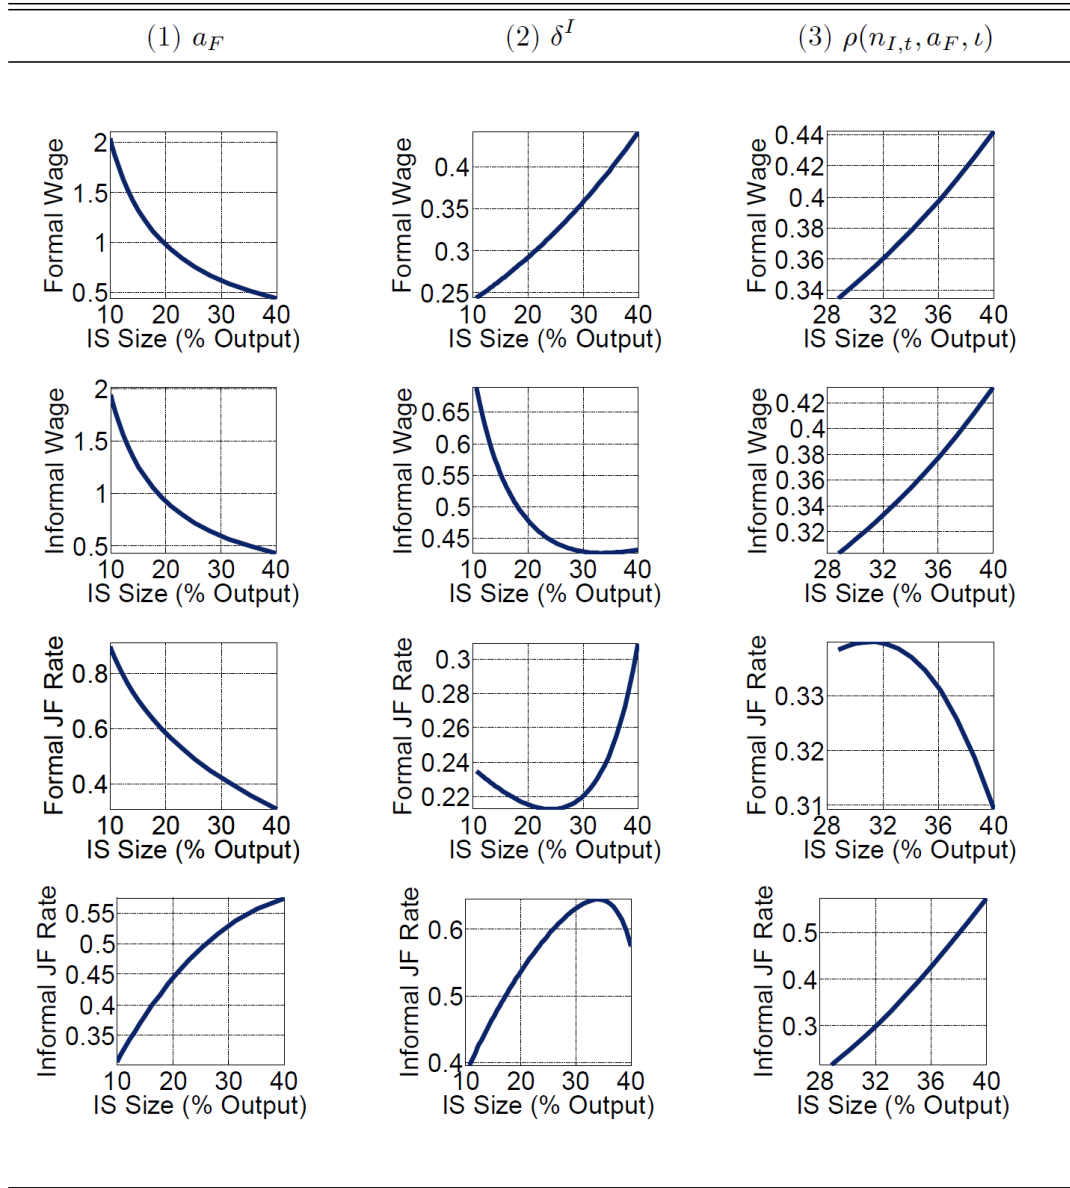 (1) a_F (2) δ^I (3) ρ(n_{I,t}, a_F, ι)
Formal Wage
2
1.5
1
0.5
10 20 30 40
IS Size (% Output)
Formal Wage
0.4
0.35
0.3
0.25
10 20 30 40
IS Size (% Output)
Formal Wage
0.44
0.42
0.4
0.38
0.36
0.34
28 32 36 40
IS Size (% Output)
Informal Wage
2
1.5
1
0.5
10 20 30 40
IS Size (% Output)
Informal Wage
0.65
0.6
0.55
0.5
0.45
10 20 30 40
IS Size (% Output)
Informal Wage
0.42
0.4
0.38
0.36
0.34
0.32
28 32 36 40
IS Size (% Output)
Formal JF Rate
0.8
0.6
0.4
10 20 30 40
IS Size (% Output)
Formal JF Rate
0.3
0.28
0.26
0.24
0.22
10 20 30 40
IS Size (% Output)
Formal JF Rate
0.33
0.32
0.31
28 32 36 40
IS Size (% Output)
Informal JF Rate
0.55
0.5
0.45
0.4
0.35
10 20 30 40
IS Size (% Output)
Informal JF Rate
0.6
0.5
0.4
10 20 30 40
IS Size (% Output)
Informal JF Rate
0.5
0.4
0.3
28 32 36 40
IS Size (% Output)